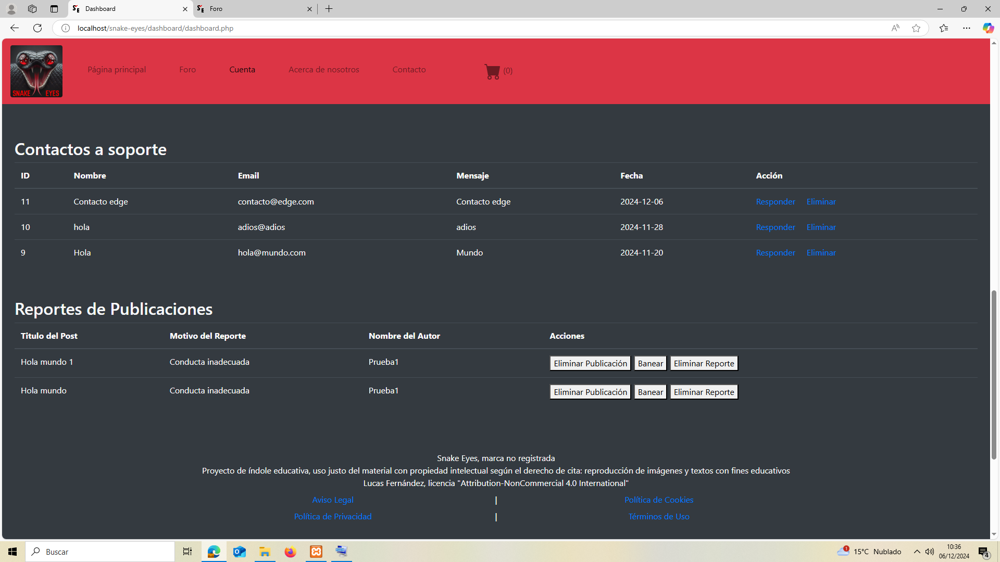 Dashboard
Foro
localhost/snake-eyes/dashboard/dashboard.php
SNAKE EYES
Página principal
Foro
Cuenta
Acerca de nosotros
Contacto
(0)
Contactos a soporte
ID Nombre Email Mensaje Fecha Acción
11 Contacto edge contacto@edge.com Contacto edge 2024-12-06 Responder Eliminar
10 hola adios@adios adios 2024-11-28 Responder Eliminar
9 Hola hola@mundo.com Mundo 2024-11-20 Responder Eliminar
Reportes de Publicaciones
Titulo del Post Motivo del Reporte Nombre del Autor Acciones
Hola mundo 1 Conducta inadecuada Prueba1 Eliminar Publicación Banear Eliminar Reporte
Hola mundo Conducta inadecuada Prueba1 Eliminar Publicación Banear Eliminar Reporte
Snake Eyes, marca no registrada
Proyecto de índole educativa, uso justo del material con propiedad intelectual según el derecho de cita: reproducción de imágenes y textos con fines educativos
Lucas Fernández, licencia "Attribution-NonCommercial 4.0 International"
Aviso Legal | Política de Cookies
Política de Privacidad | Términos de Uso
Buscar
1
15°C Nublado
10:36
06/12/2024
4